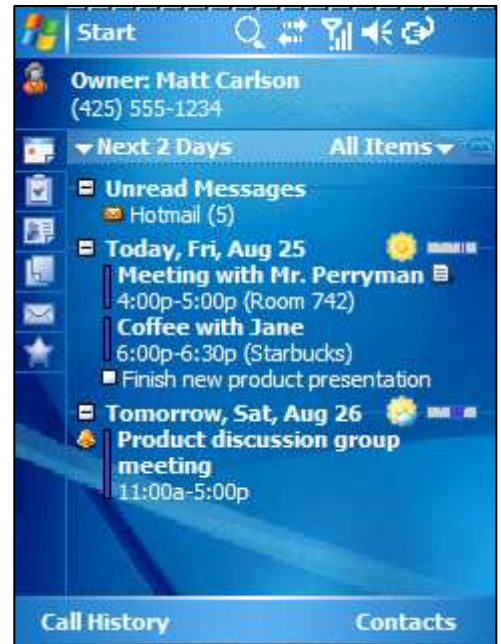 Start
Owner: Matt Carlson
(425) 555-1234
Next 2 Days All Items
Unread Messages
Hotmail (5)
Today, Fri, Aug 25
Meeting with Mr. Perryman
4:00p-5:00p (Room 742)
Coffee with Jane
6:00p-6:30p (Starbucks)
Finish new product presentation
Tomorrow, Sat, Aug 26
Product discussion group
meeting
11:00a-5:00p
Call History Contacts